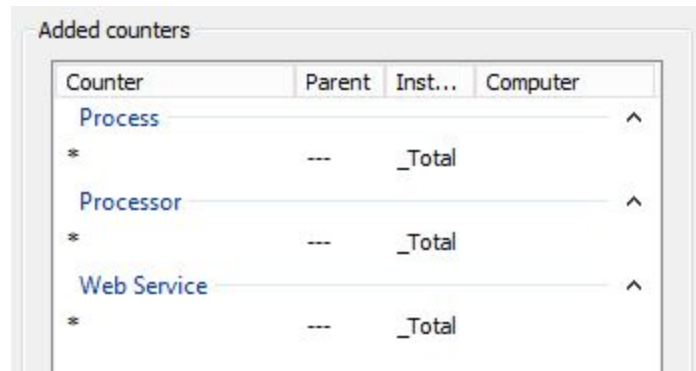 Added counters
Counter Parent Inst... Computer
Process
* --- _Total
Processor
* --- _Total
Web Service
* --- _Total